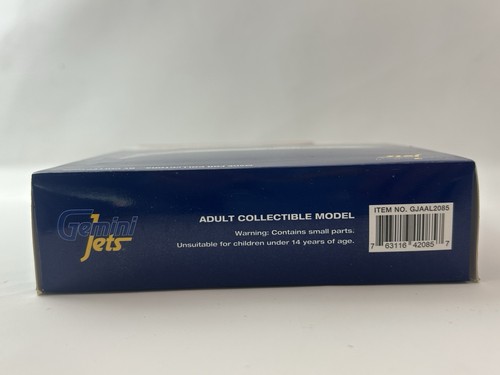 Jets
Gemini
Jets
ADULT COLLECTIBLE MODEL
Warning: Contains small parts.
Unsuitable for children under 14 years of age.
ITEM NO. GJAAL2085
7 63116 42085 7